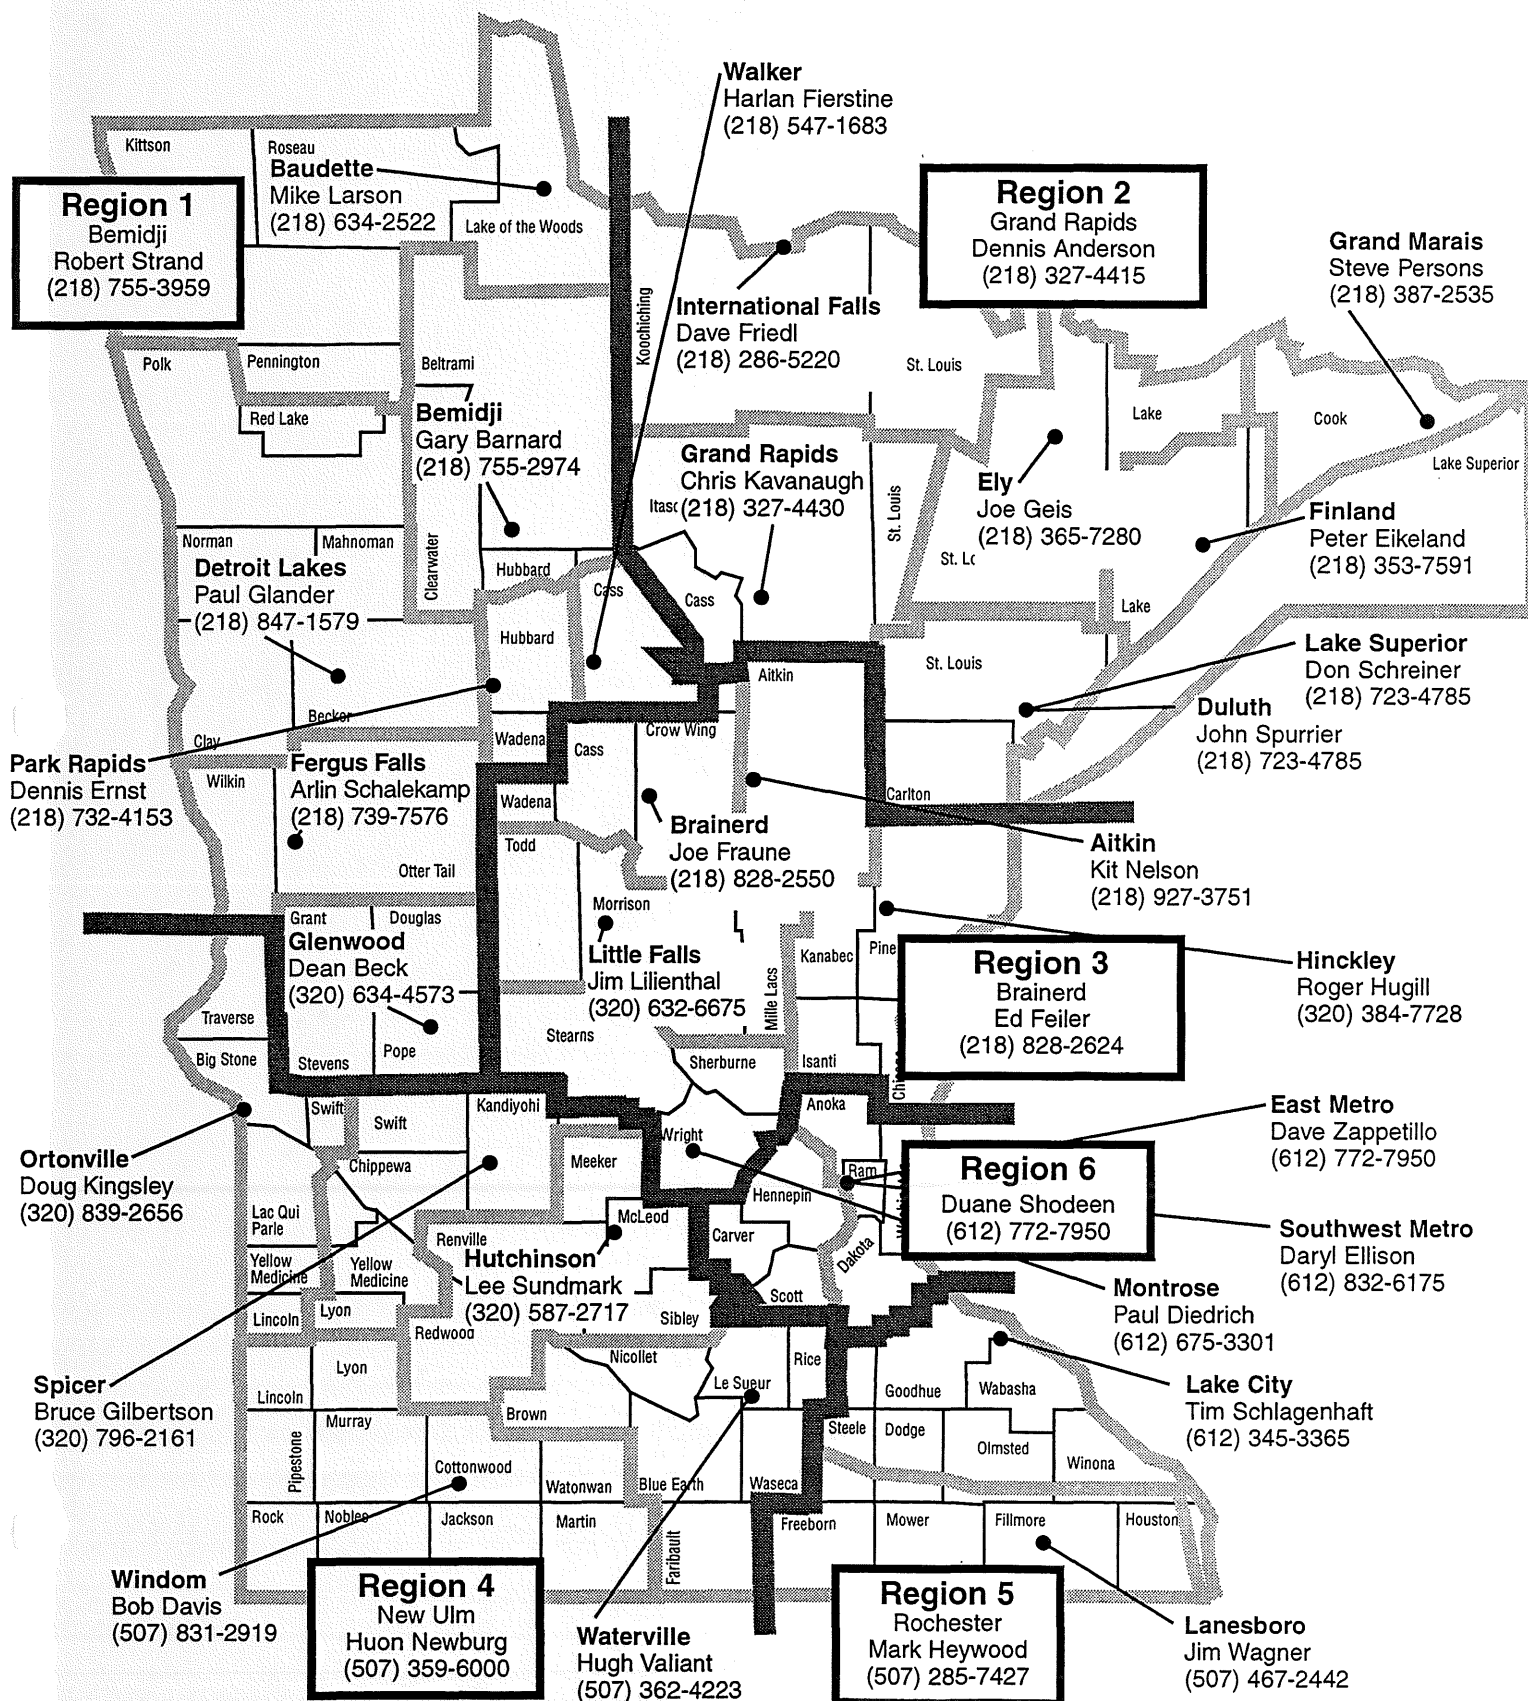 Walker
Harlan Fierstine
(218) 547-1683
Kittson
Roseau
Baudette
Mike Larson
(218) 634-2522
Lake of the Woods
Region 1
Bemidji
Robert Strand
(218) 755-3959
Region 2
Grand Rapids
Dennis Anderson
(218) 327-4415
Grand Marais
Steve Persons
(218) 387-2535
International Falls
Dave Friedl
(218) 286-5220
Koochiching
Polk
Pennington
Beltrami
St. Louis
Red Lake
Bemidji
Gary Barnard
(218) 755-2974
Lake
Cook
Lake Superior
Grand Rapids
Chris Kavanaugh
Itasc (218) 327-4430
St. Louis
Ely
Joe Geis
(218) 365-7280
St. Lo
Finland
Peter Eikeland
(218) 353-7591
Norman
Mahnoman
Clearwater
Detroit Lakes
Paul Glander
(218) 847-1579
Hubbard
Cass
Cass
Hubbard
Lake
St. Louis
Aitkin
Lake Superior
Don Schreiner
(218) 723-4785
Duluth
John Spurrier
(218) 723-4785
Becker
Clay
Crow Wing
Wadena
Cass
Park Rapids
Dennis Ernst
(218) 732-4153
Wilkin
Fergus Falls
Arlin Schalekamp
(218) 739-7576
Wadena
Carlton
Brainerd
Joe Fraune
(218) 828-2550
Todd
Aitkin
Kit Nelson
(218) 927-3751
Otter Tail
Grant
Douglas
Morrison
Glenwood
Dean Beck
(320) 634-4573
Little Falls
Jim Lilienthal
(320) 632-6675
Mille Lacs
Kanabec
Pine
Region 3
Brainerd
Ed Feiler
(218) 828-2624
Hinckley
Roger Hugill
(320) 384-7728
Traverse
Stearns
Big Stone
Stevens
Pope
Sherburne
Isanti
Swift
Swift
Kandiyohi
Anoka
East Metro
Dave Zappetillo
(612) 772-7950
Ortonville
Doug Kingsley
(320) 839-2656
Chippewa
Meeker
Wright
Ram
Region 6
Duane Shodeen
(612) 772-7950
Hennepin
Lac Qui
Parle
McLeod
Carver
Dakota
Southwest Metro
Daryl Ellison
(612) 832-6175
Renville
Yellow
Medicine
Yellow
Medicine
Hutchinson
Lee Sundmark
(320) 587-2717
Montrose
Paul Diedrich
(612) 675-3301
Lincoln
Lyon
Redwood
Sibley
Scott
Spicer
Bruce Gilbertson
(320) 796-2161
Lyon
Lincoln
Nicollet
Le Sueur
Rice
Goodhue
Wabasha
Lake City
Tim Schlagenhaft
(612) 345-3365
Murray
Brown
Steele
Dodge
Olmsted
Winona
Pipestone
Cottonwood
Watonwan
Blue Earth
Waseca
Rock
Nobles
Jackson
Martin
Faribault
Freeborn
Mower
Fillmore
Houston
Windom
Bob Davis
(507) 831-2919
Region 4
New Ulm
Huon Newburg
(507) 359-6000
Waterville
Hugh Valiant
(507) 362-4223
Region 5
Rochester
Mark Heywood
(507) 285-7427
Lanesboro
Jim Wagner
(507) 467-2442